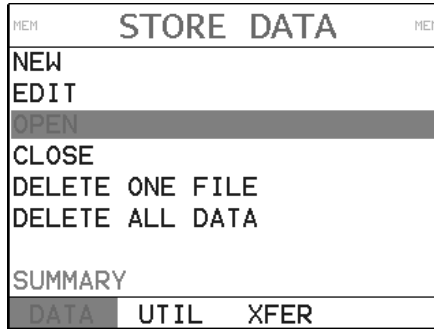 MEM STORE DATA MEM
NEW
EDIT
OPEN
CLOSE
DELETE ONE FILE
DELETE ALL DATA
SUMMARY
DATA UTIL XFER